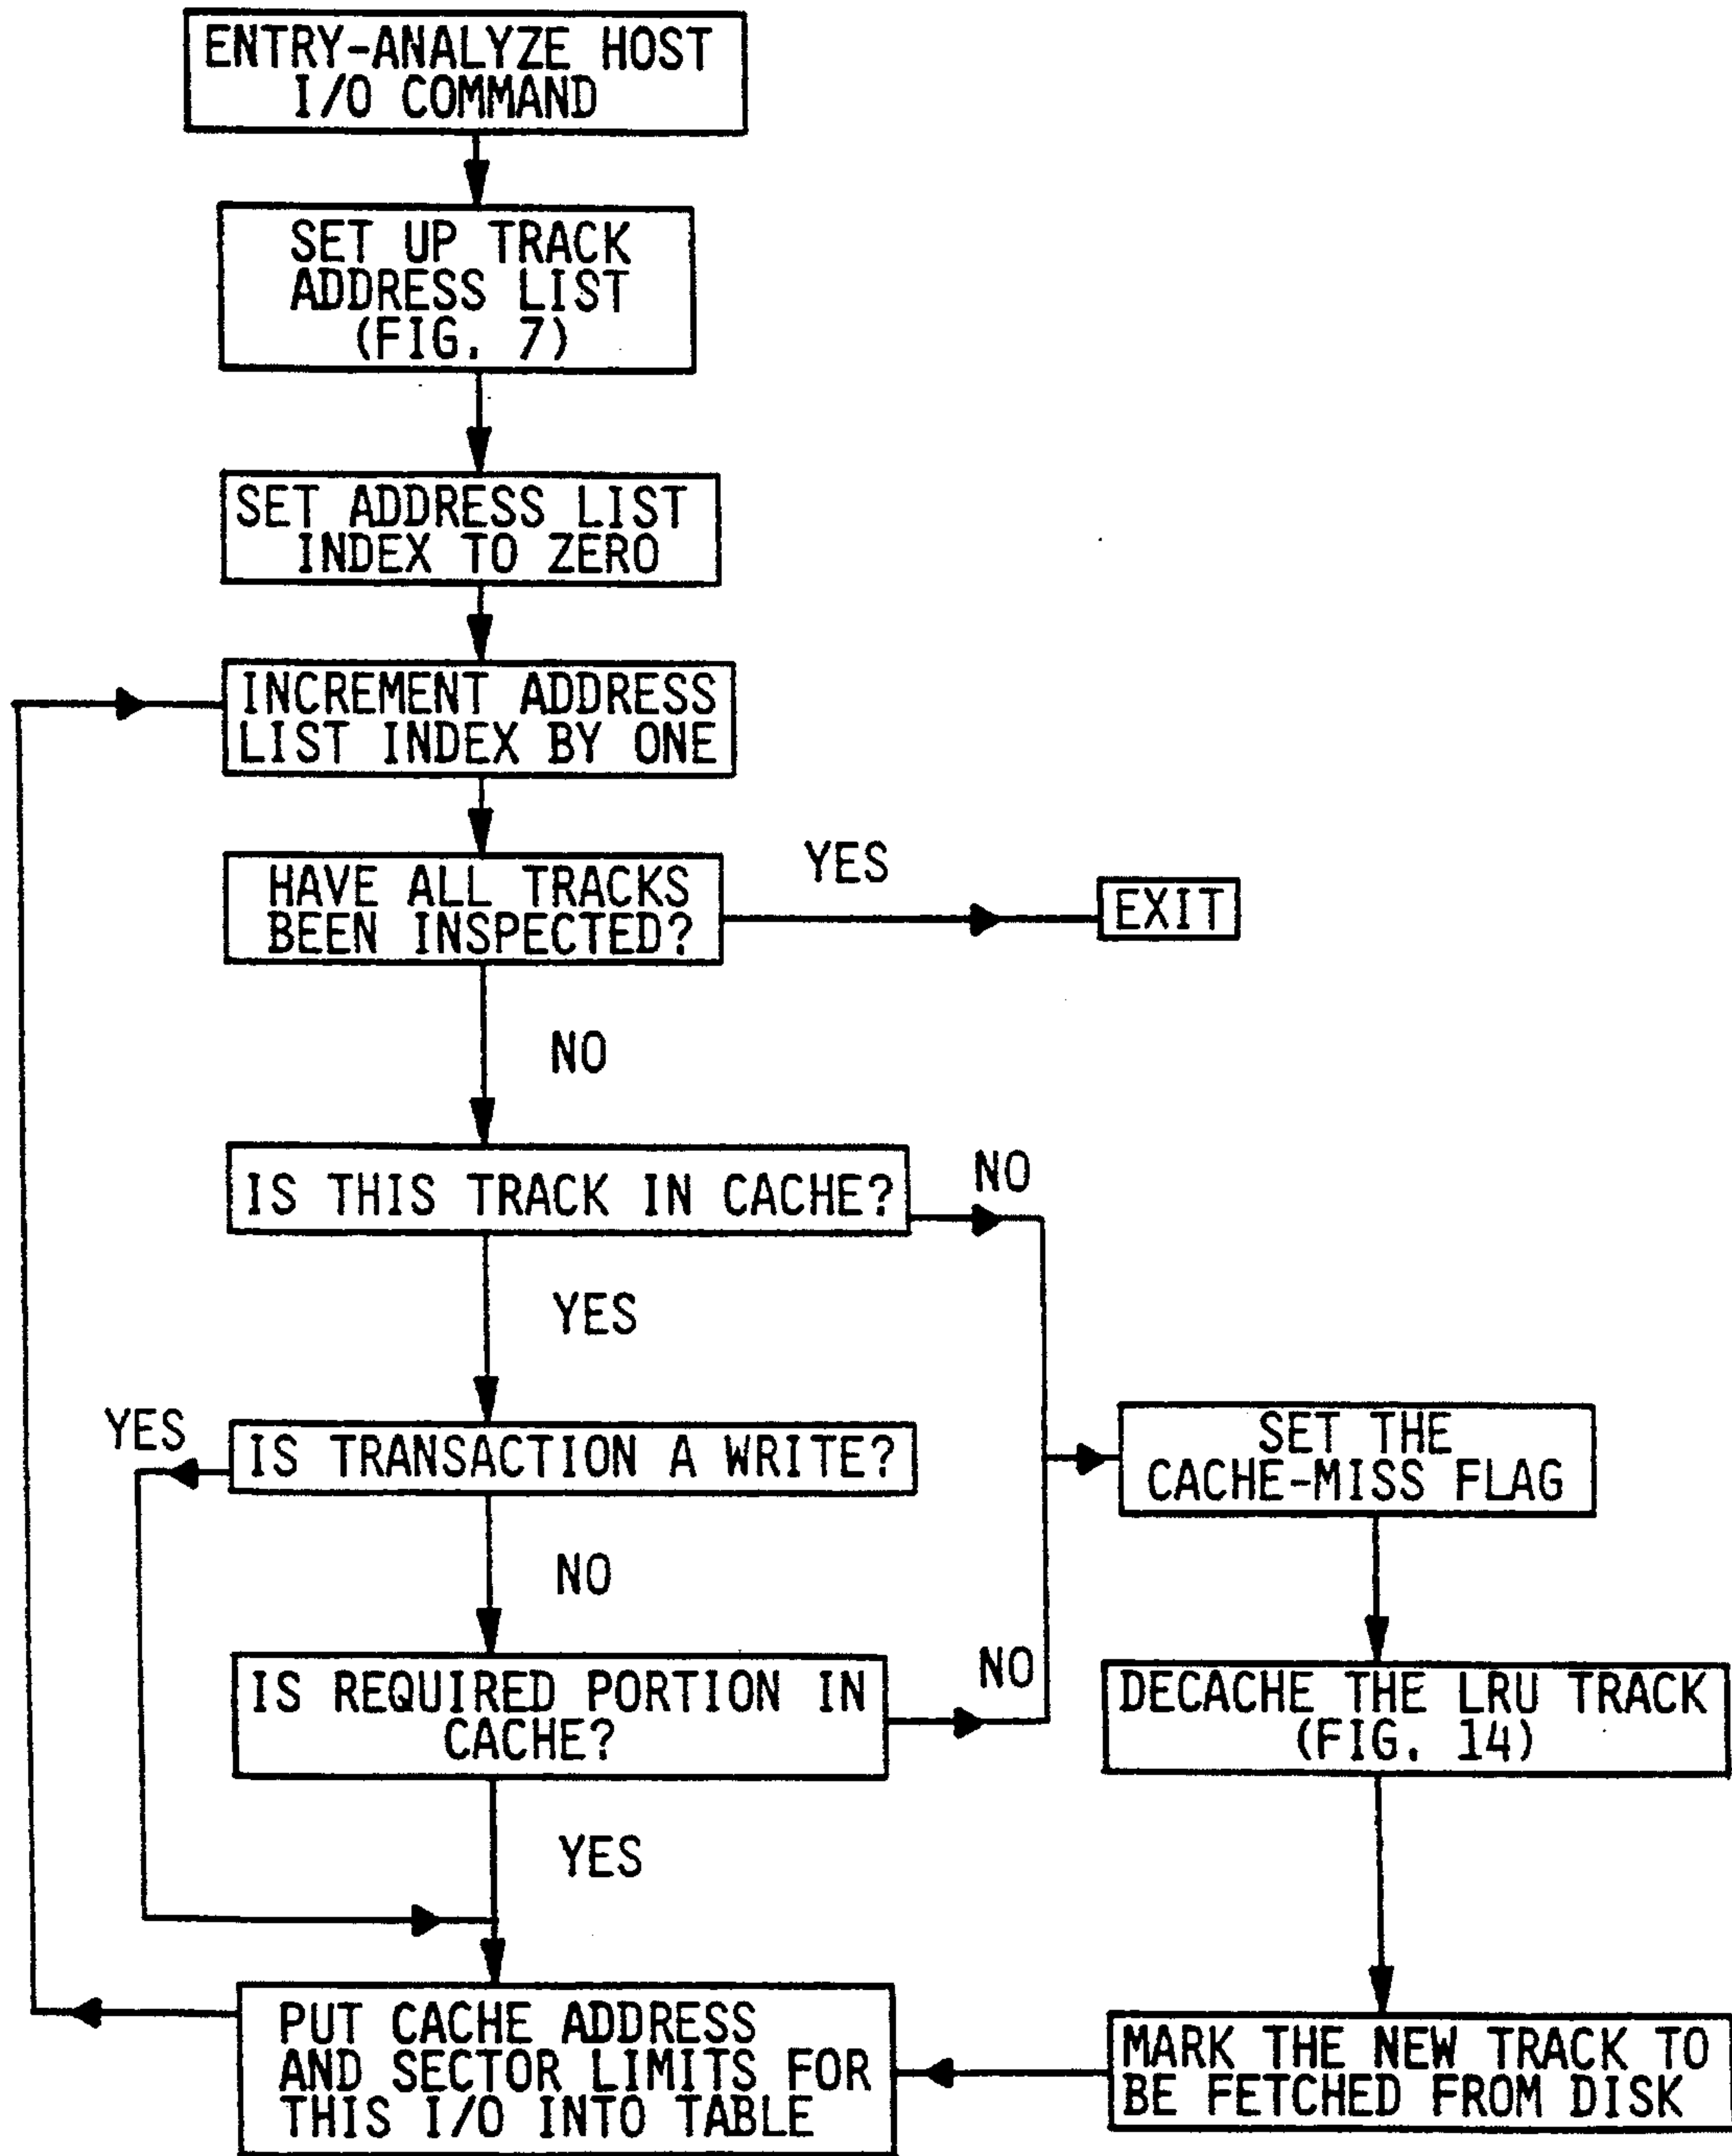 ENTRY-ANALYZE HOST
I/O COMMAND
SET UP TRACK
ADDRESS LIST
(FIG. 7)
SET ADDRESS LIST
INDEX TO ZERO
INCREMENT ADDRESS
LIST INDEX BY ONE
HAVE ALL TRACKS
BEEN INSPECTED?
YES
EXIT
NO
IS THIS TRACK IN CACHE?
NO
YES
YES
IS TRANSACTION A WRITE?
SET THE
CACHE-MISS FLAG
NO
IS REQUIRED PORTION IN
CACHE?
NO
DECACHE THE LRU TRACK
(FIG. 14)
YES
PUT CACHE ADDRESS
AND SECTOR LIMITS FOR
THIS I/O INTO TABLE
MARK THE NEW TRACK TO
BE FETCHED FROM DISK